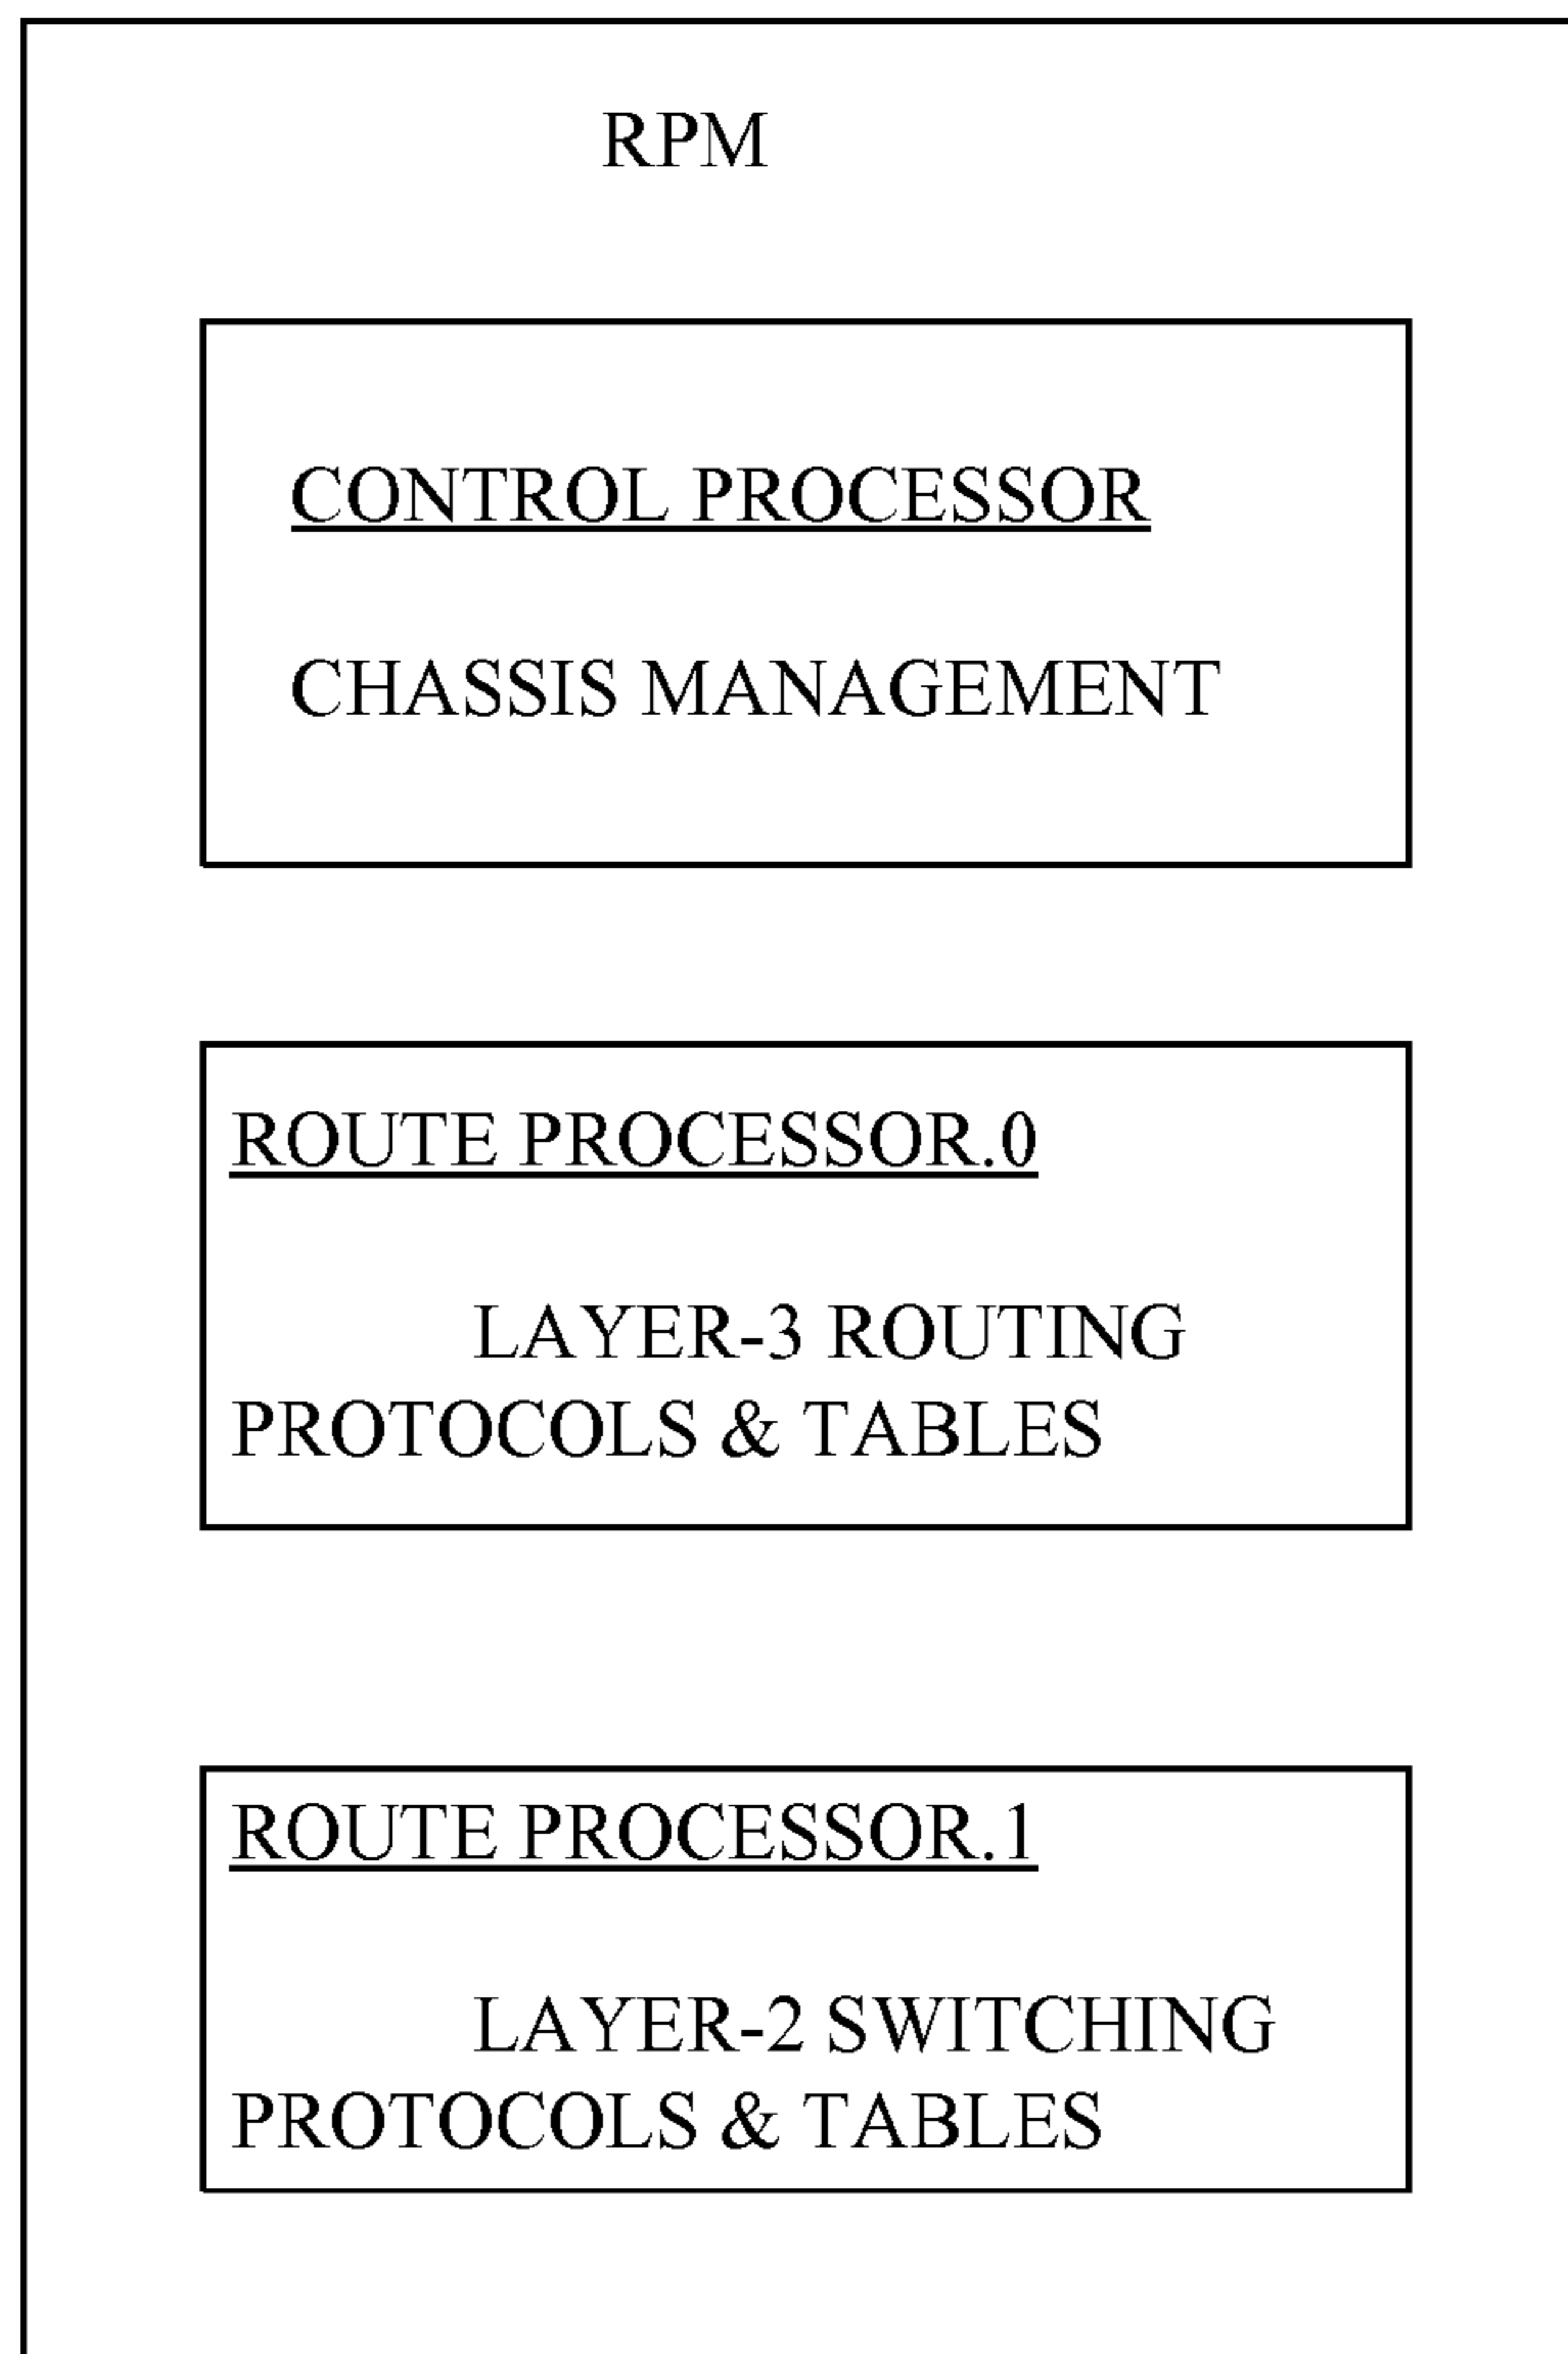 RPM
CONTROL PROCESSOR
CHASSIS MANAGEMENT
ROUTE PROCESSOR.0
LAYER-3 ROUTING
PROTOCOLS & TABLES
ROUTE PROCESSOR.1
LAYER-2 SWITCHING
PROTOCOLS & TABLES